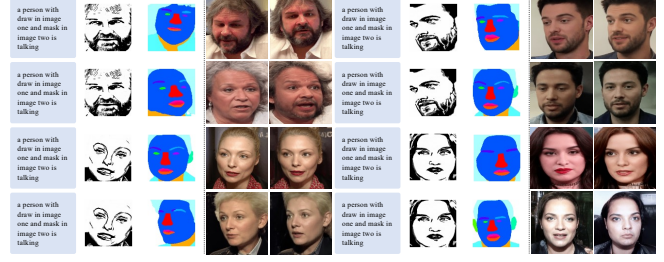 a person with
draw in image
one and mask in
image two is
talking
a person with
draw in image
one and mask in
image two is
talking
a person with
draw in image
one and mask in
image two is
talking
a person with
draw in image
one and mask in
image two is
talking
a person with
draw in image
one and mask in
image two is
talking
a person with
draw in image
one and mask in
image two is
talking
a person with
draw in image
one and mask in
image two is
talking
a person with
draw in image
one and mask in
image two is
talking